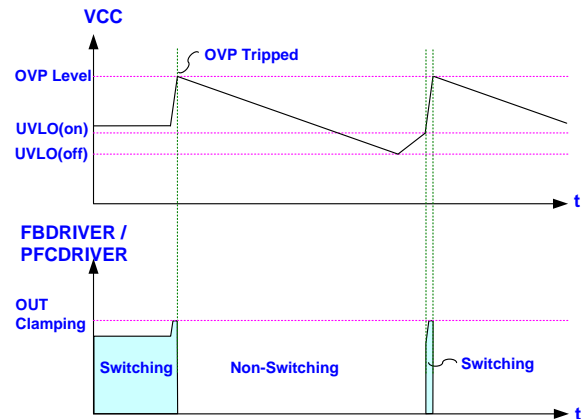 VCC
OVP Tripped
OVP Level
UVLO(on)
UVLO(off)
t
FBDRIVER /
PFCDRIVER
OUT
Clamping
Switching
Non-Switching
Switching
t